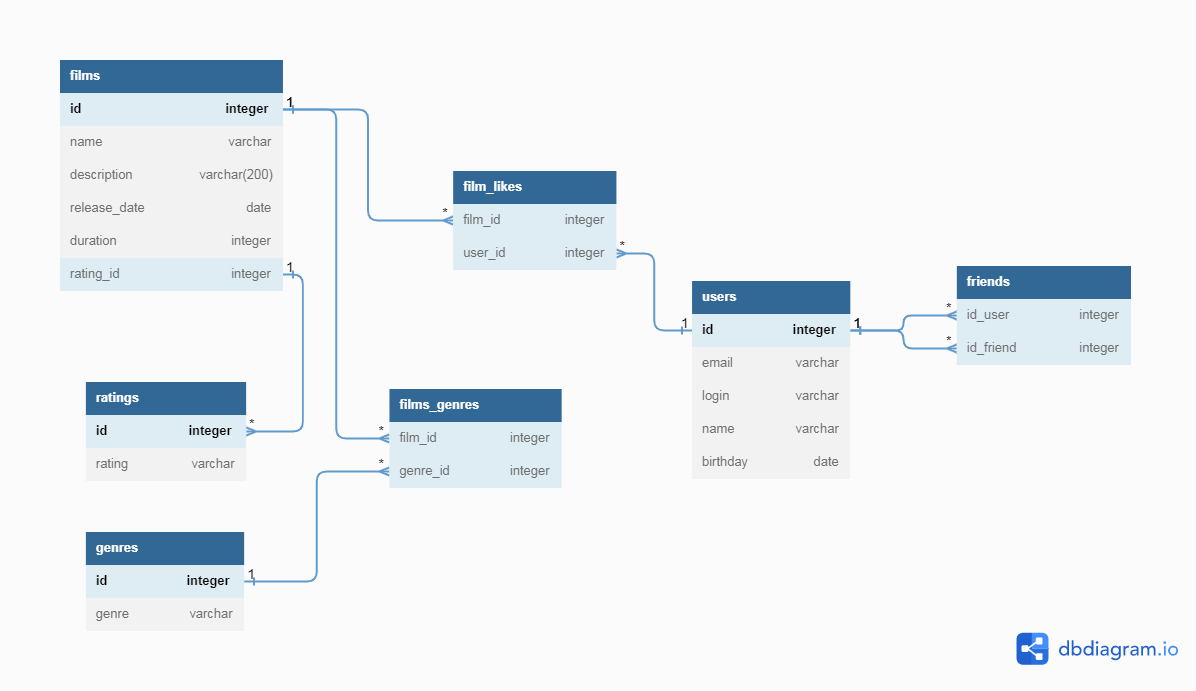 films
id integer 1
name varchar
description varchar(200)
release_date date
duration integer
rating_id integer 1
film_likes
* film_id integer
user_id integer *
users
1 id integer 1
email varchar
login varchar
name varchar
birthday date
friends
* id_user integer
* id_friend integer
ratings
id integer *
rating varchar
films_genres
* film_id integer
* genre_id integer
genres
id integer 1
genre varchar
dbdiagram.io